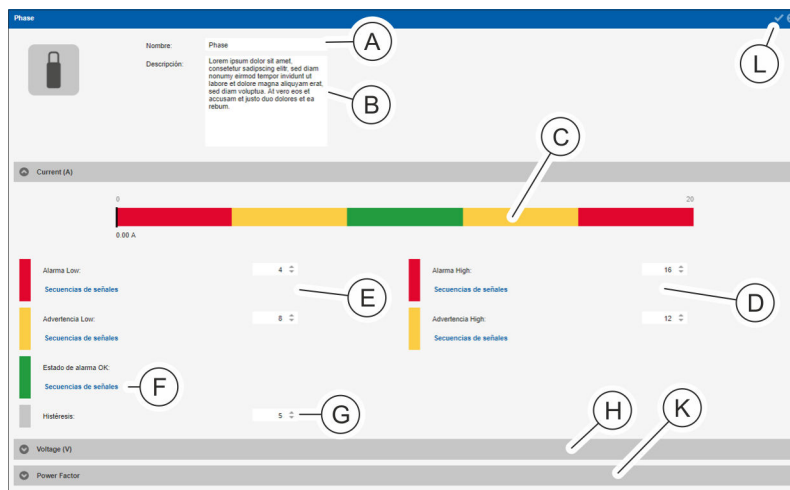 Phase
L
Nombre:
Phase
A
Descripción:
Lorem ipsum dolor sit amet,
consetetur sadipscing elitr, sed diam
nonumy eirmod tempor invidunt ut
labore et dolore magna aliquyam erat,
sed diam voluptua. At vero eos et
accusam et justo duo dolores et ea
rebum.
B
C
Current (A)
0
20
0.00 A
Alarma Low:
4
Secuencias de señales
E
Alarma High:
16
Secuencias de señales
D
Advertencia Low:
8
Secuencias de señales
Advertencia High:
12
Secuencias de señales
Estado de alarma OK:
Secuencias de señales
F
Histéresis:
5
G
H
K
Voltage (V)
Power Factor